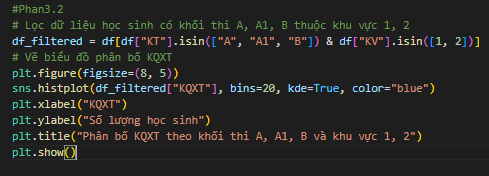 #Phan3.2
# Lọc dữ liệu học sinh có khối thi A, A1, B thuộc khu vực 1, 2
df_filtered = df[df["KT"].isin(["A", "A1", "B"]) & df["KV"].isin([1, 2])]
# Vẽ biểu đồ phân bố KQXT
plt.figure(figsize=(8, 5))
sns.histplot(df_filtered["KQXT"], bins=20, kde=True, color="blue")
plt.xlabel("KQXT")
plt.ylabel("Số lượng học sinh")
plt.title("Phân bố KQXT theo khối thi A, A1, B và khu vực 1, 2")
plt.show()